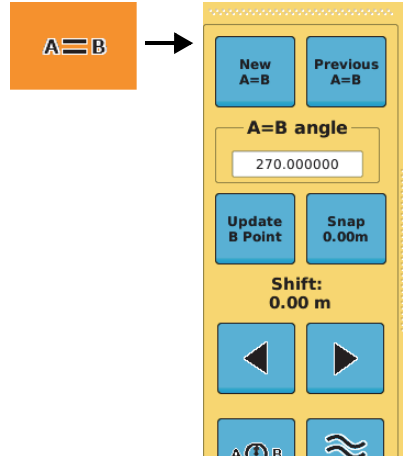 A=B
New
A=B
Previous
A=B
A=B angle
270.000000
Update
B Point
Snap
0.00m
Shift:
0.00 m
A B